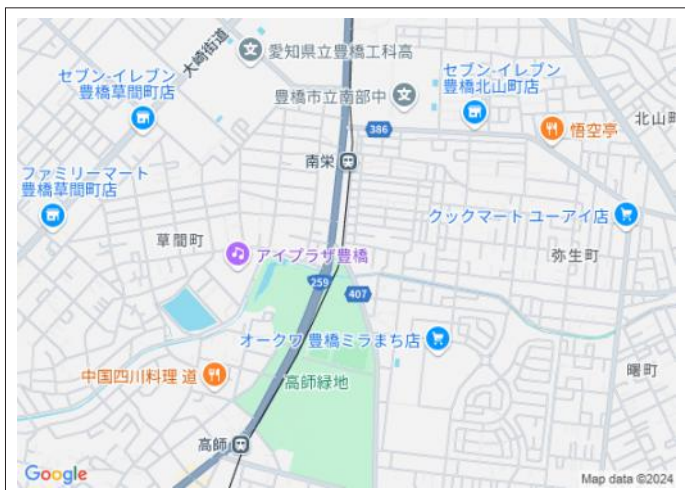 愛知県立豊橋工科高
大崎街道
セブン-イレブン
豊橋草間町店
豊橋市立南部中
セブン-イレブン
豊橋北山町店
北山町
386
悟空亭
南栄
ファミリーマート
豊橋草間町店
クックマート ユーアイ店
草間町
アイプラザ豊橋
弥生町
259
407
オークワ 豊橋ミラまち店
曙町
中国四川料理 道
高師緑地
高師
Google
Map data ©2024